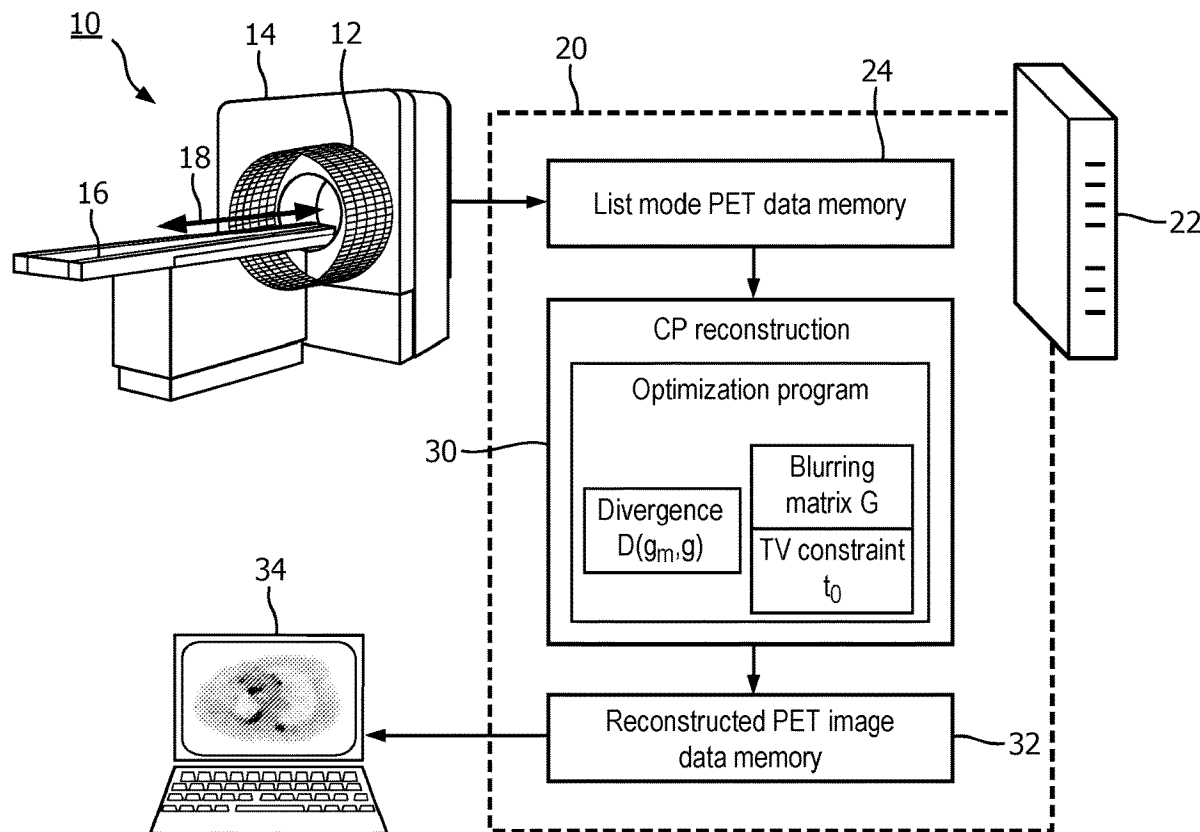 10
14
12
20
24
18
16
22
List mode PET data memory
CP reconstruction
Optimization program
30
Blurring
matrix G
Divergence
D(gₘ,g)
TV constraint
t₀
34
Reconstructed PET image
data memory
32